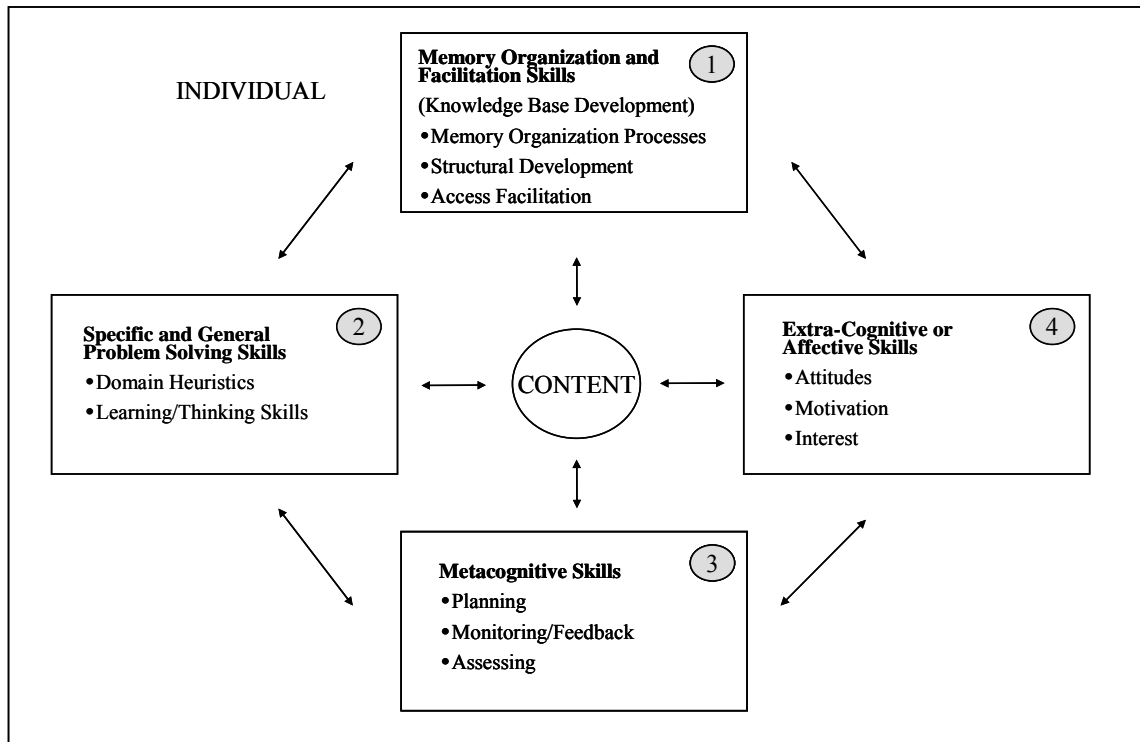 INDIVIDUAL
Memory Organization and
Facilitation Skills
(Knowledge Base Development)
•Memory Organization Processes
•Structural Development
•Access Facilitation
1
Specific and General
Problem Solving Skills
•Domain Heuristics
•Learning/Thinking Skills
2
CONTENT
Extra-Cognitive or
Affective Skills
•Attitudes
•Motivation
•Interest
4
Metacognitive Skills
•Planning
•Monitoring/Feedback
•Assessing
3